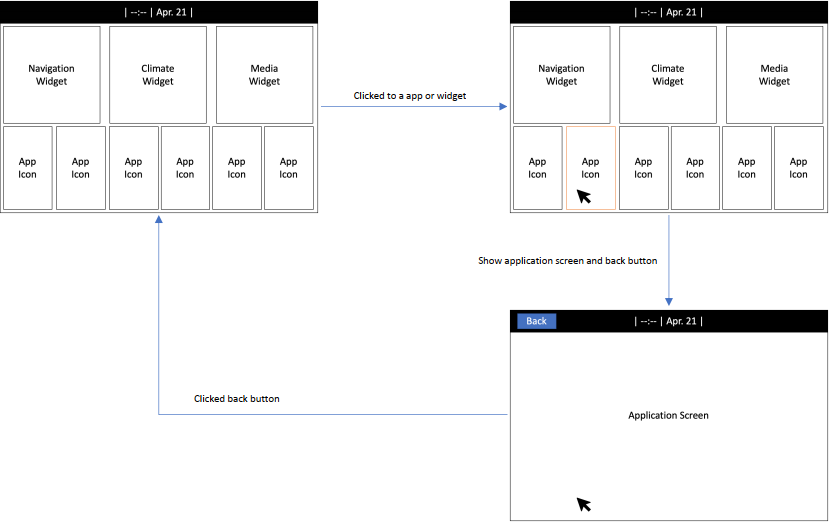 | --:-- | Apr. 21 |
Navigation
Widget
Climate
Widget
Media
Widget
App
Icon
App
Icon
App
Icon
App
Icon
App
Icon
App
Icon
Clicked to a app or widget
| --:-- | Apr. 21 |
Navigation
Widget
Climate
Widget
Media
Widget
App
Icon
App
Icon
App
Icon
App
Icon
App
Icon
App
Icon
Show application screen and back button
Back
| --:-- | Apr. 21 |
Application Screen
Clicked back button